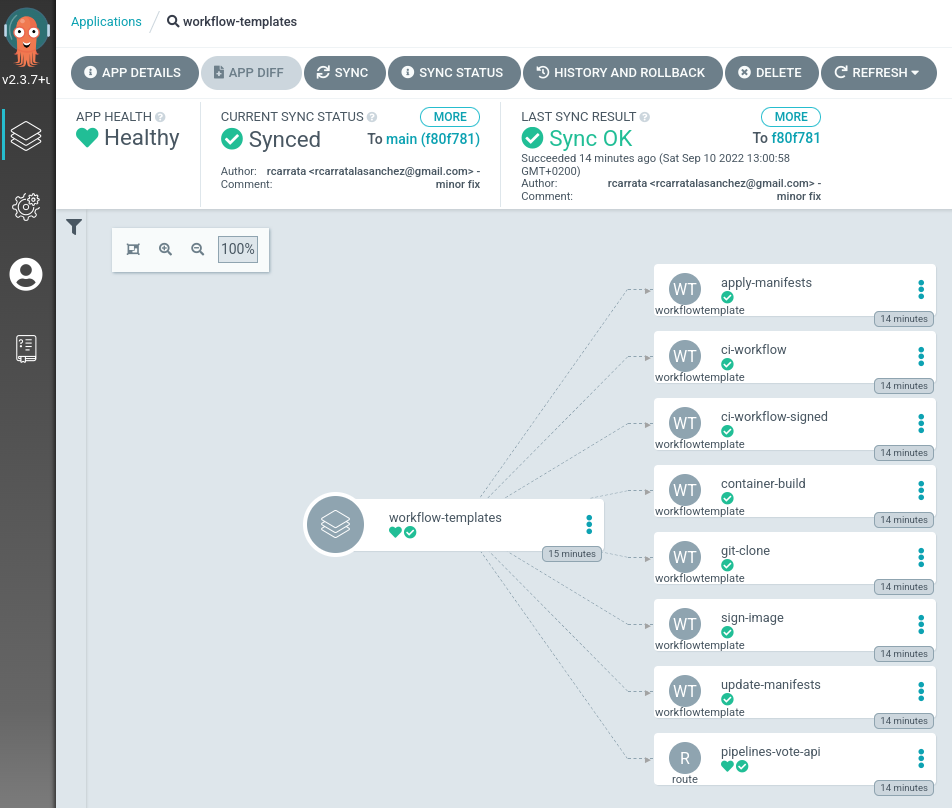 Applications
workflow-templates
v2.3.7+u
APP DETAILS
APP DIFF
SYNC
SYNC STATUS
HISTORY AND ROLLBACK
DELETE
REFRESH
APP HEALTH
Healthy
CURRENT SYNC STATUS
MORE
Synced
To main (f80f781)
Author: rcarrata <rcarratalasanchez@gmail.com> -
Comment: minor fix
LAST SYNC RESULT
MORE
Sync OK
To f80f781
Succeeded 14 minutes ago (Sat Sep 10 2022 13:00:58
GMT+0200)
Author: rcarrata <rcarratalasanchez@gmail.com> -
Comment: minor fix
100%
workflow-templates
15 minutes
WT
apply-manifests
workflowtemplate
14 minutes
WT
ci-workflow
workflowtemplate
14 minutes
WT
ci-workflow-signed
workflowtemplate
14 minutes
WT
container-build
workflowtemplate
14 minutes
WT
git-clone
workflowtemplate
14 minutes
WT
sign-image
workflowtemplate
14 minutes
WT
update-manifests
workflowtemplate
14 minutes
R
pipelines-vote-api
route
14 minutes